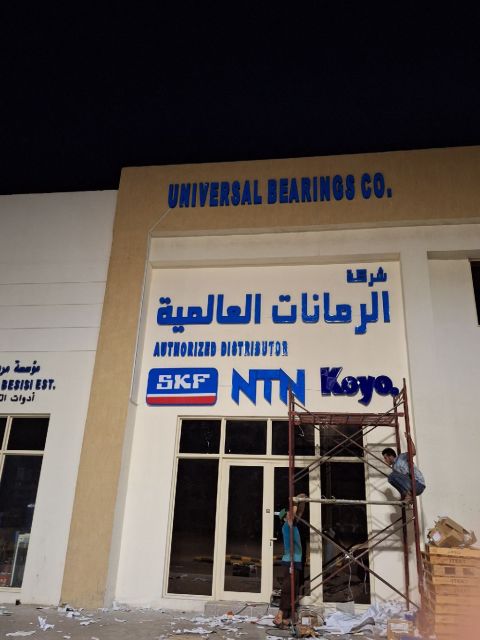 UNIVERSAL BEARINGS CO.
شركة
الرمانات العالمية
AUTHORIZED DISTRIBUTOR
SKF NTN Koyo.
مؤسسة
BESISI EST.
أدوات